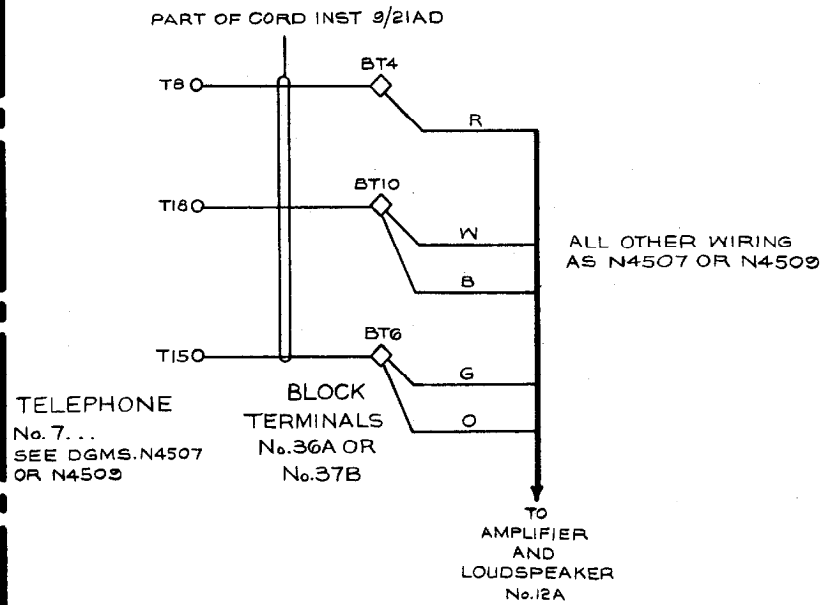 PART OF CORD INST 9/21AD
BT4
T8
R
BT10
T18
W
B
ALL OTHER WIRING
AS N4507 OR N4509
BT6
T15
G
O
TELEPHONE
No. 7...
SEE DGMS. N4507
OR N4509
BLOCK
TERMINALS
No.36A OR
No.37B
TO
AMPLIFIER
AND
LOUDSPEAKER
No.12A